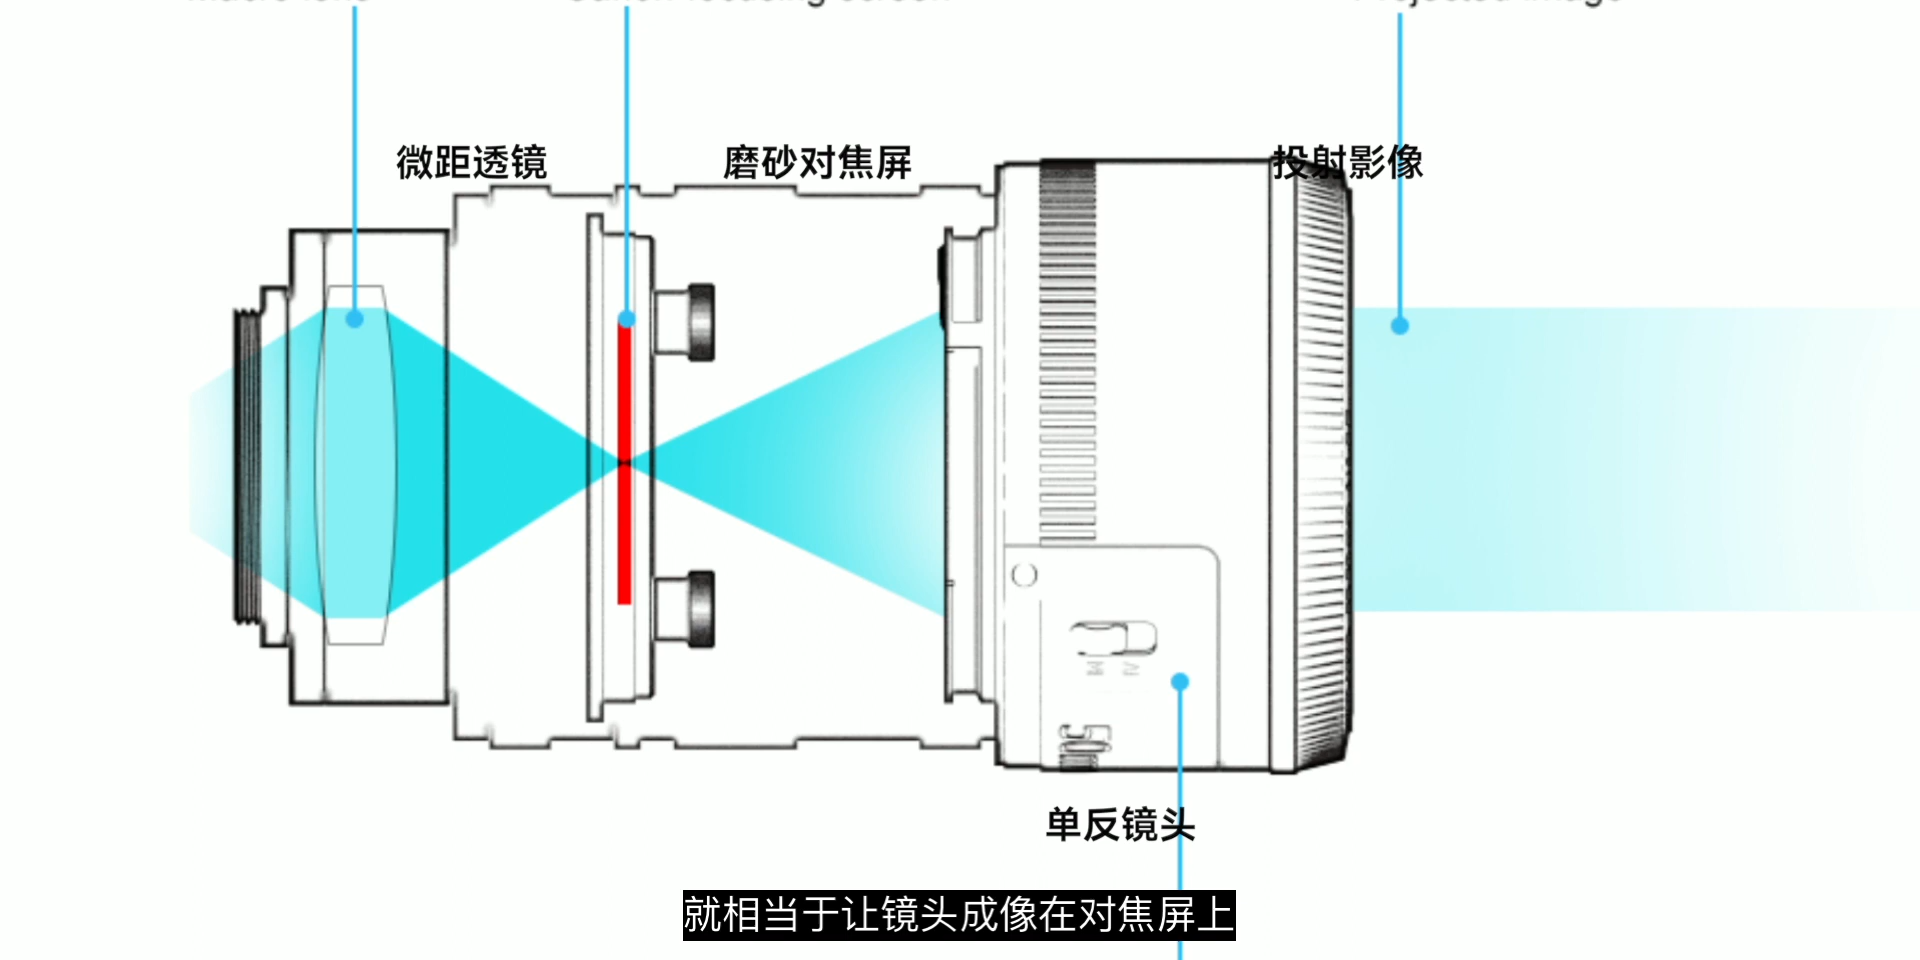 微距透镜
磨砂对焦屏
投射影像
单反镜头
就相当于让镜头成像在对焦屏上